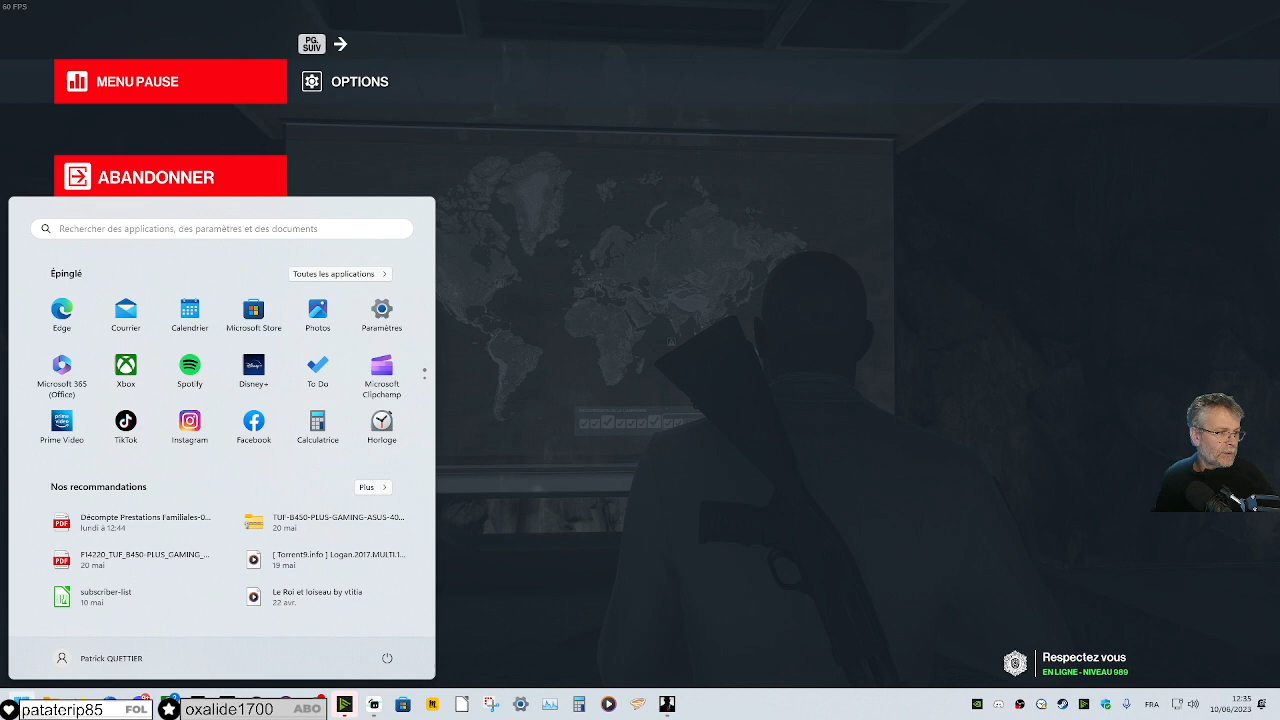 60 FPS
PG. SUIV
MENU PAUSE
OPTIONS
ABANDONNER
Rechercher des applications, des paramètres et des documents
Épinglé
Toutes les applications
Edge
Courrier
Calendrier
Microsoft Store
Photos
Paramètres
Microsoft 365 (Office)
Xbox
Spotify
Disney+
To Do
Microsoft Clipchamp
Prime Video
TikTok
Instagram
Facebook
Calculatrice
Horloge
Nos recommandations
Plus
Décompte Prestations Familiales-0...
lundi à 12:44
TUF-B450-PLUS-GAMING-ASUS-40...
20 mai
F14220_TUF_B450-PLUS_GAMING_...
20 mai
[ Torrent9.info ] Logan.2017.MULTI.1...
19 mai
subscriber-list
10 mai
Le Roi et loiseau by vtitia
22 avr.
Patrick QUETTIER
Respectez vous
EN LIGNE - NIVEAU 989
pataterip85
FOL
oxalide1700
ABO
FRA
12:35
10/06/2023